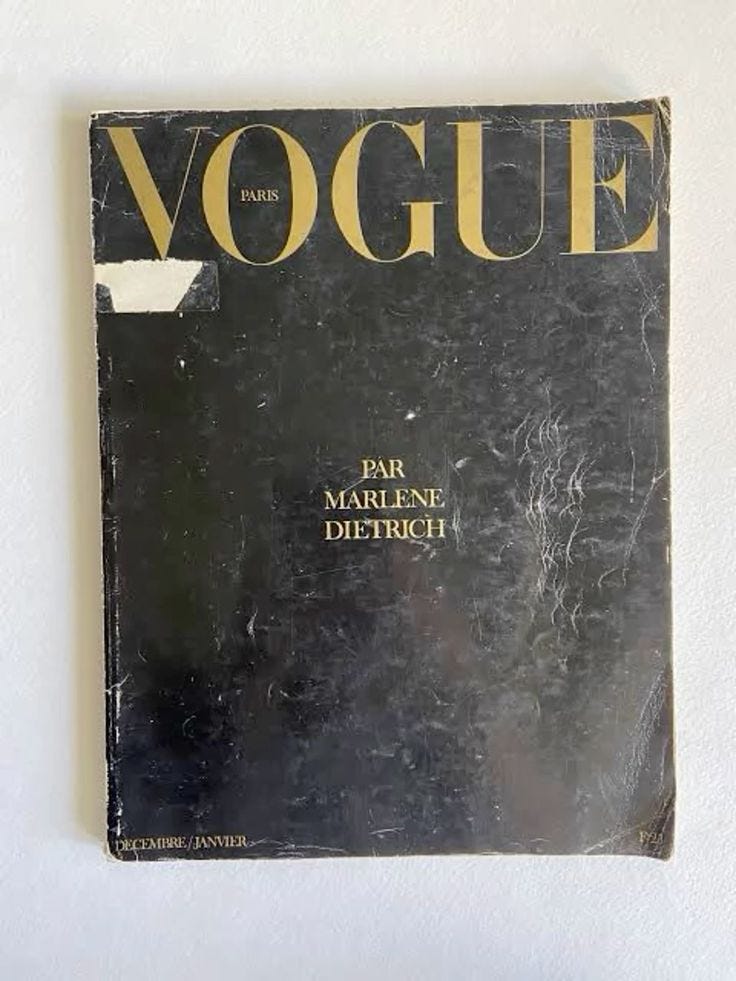 VOGUE
PARIS
PAR
MARLENE
DIETRICH
DECEMBRE/JANVIER